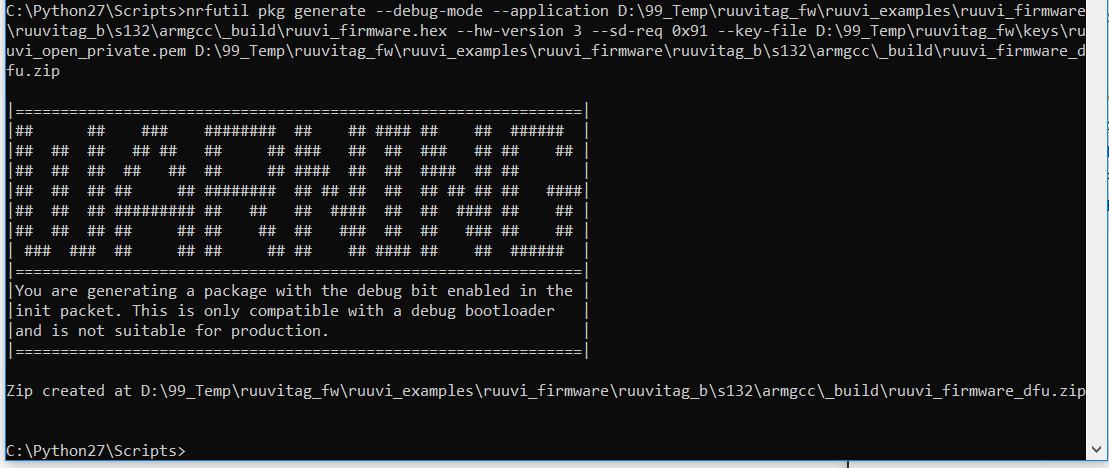 C:\Python27\Scripts>nrfutil pkg generate --debug-mode --application D:\99_Temp\ruuvitag_fw\ruuvi_examples\ruuvi_firmware
\ruuvitag_b\s132\armgcc\_build\ruuvi_firmware.hex --hw-version 3 --sd-req 0x91 --key-file D:\99_Temp\ruuvitag_fw\keys\ru
uvi_open_private.pem D:\99_Temp\ruuvitag_fw\ruuvi_examples\ruuvi_firmware\ruuvitag_b\s132\armgcc\_build\ruuvi_firmware_d
fu.zip
|===============================================================|
|##      ##    ###    ########  ##    ## #### ##    ##  ######  |
|##  ##  ##   ## ##   ##     ## ###   ##  ##  ###   ## ##    ## |
|##  ##  ##  ##   ##  ##     ## ####  ##  ##  ####  ## ##       |
|##  ##  ## ##     ## ########  ## ## ##  ##  ## ## ## ##   ####|
|##  ##  ## ######### ##   ##   ##  ####  ##  ##  #### ##    ## |
|##  ##  ## ##     ## ##    ##  ##   ###  ##  ##   ### ##    ## |
| ###  ###  ##     ## ##     ## ##    ## #### ##    ##  ######  |
|===============================================================|
|You are generating a package with the debug bit enabled in the |
|init packet. This is only compatible with a debug bootloader   |
|and is not suitable for production.                            |
|===============================================================|
Zip created at D:\99_Temp\ruuvitag_fw\ruuvi_examples\ruuvi_firmware\ruuvitag_b\s132\armgcc\_build\ruuvi_firmware_dfu.zip
C:\Python27\Scripts>